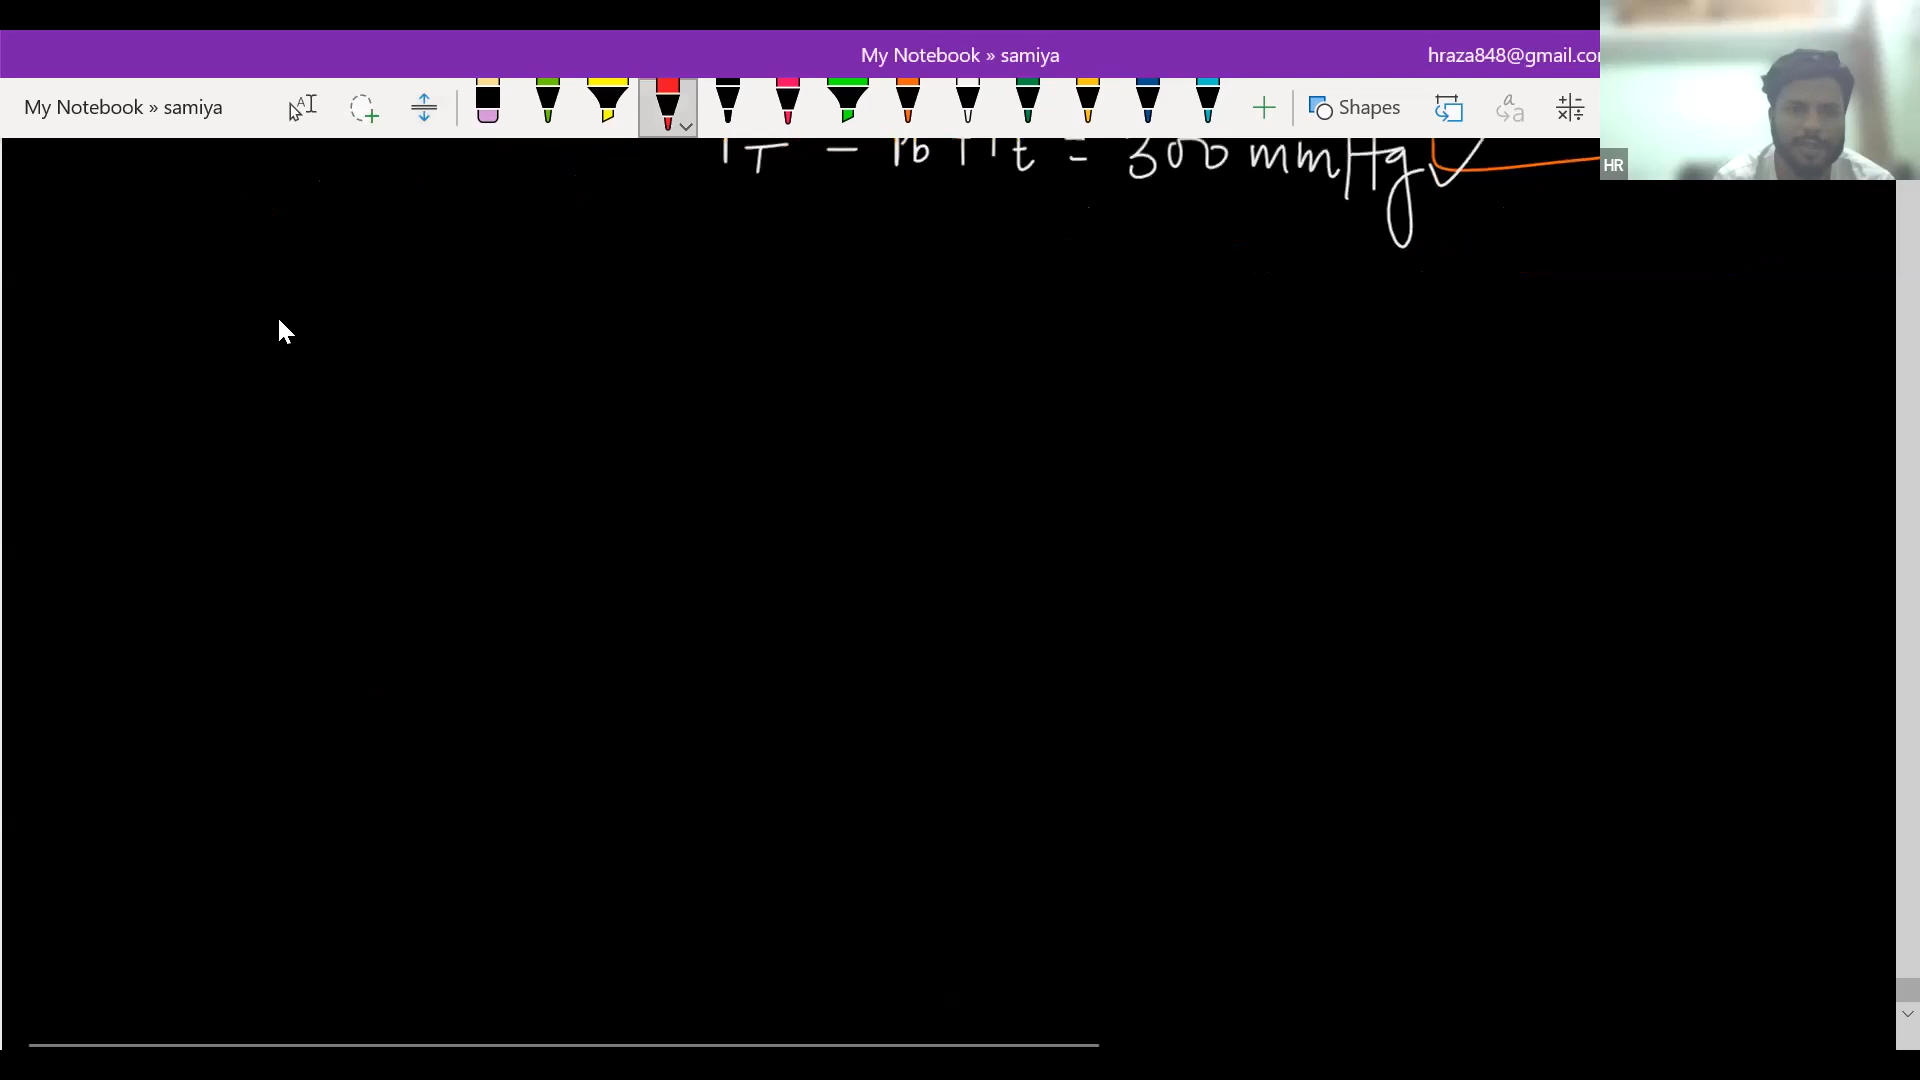 My Notebook » samiya
hraza848@gmail.co
My Notebook » samiya
Shapes
HR
= 300 mmHg